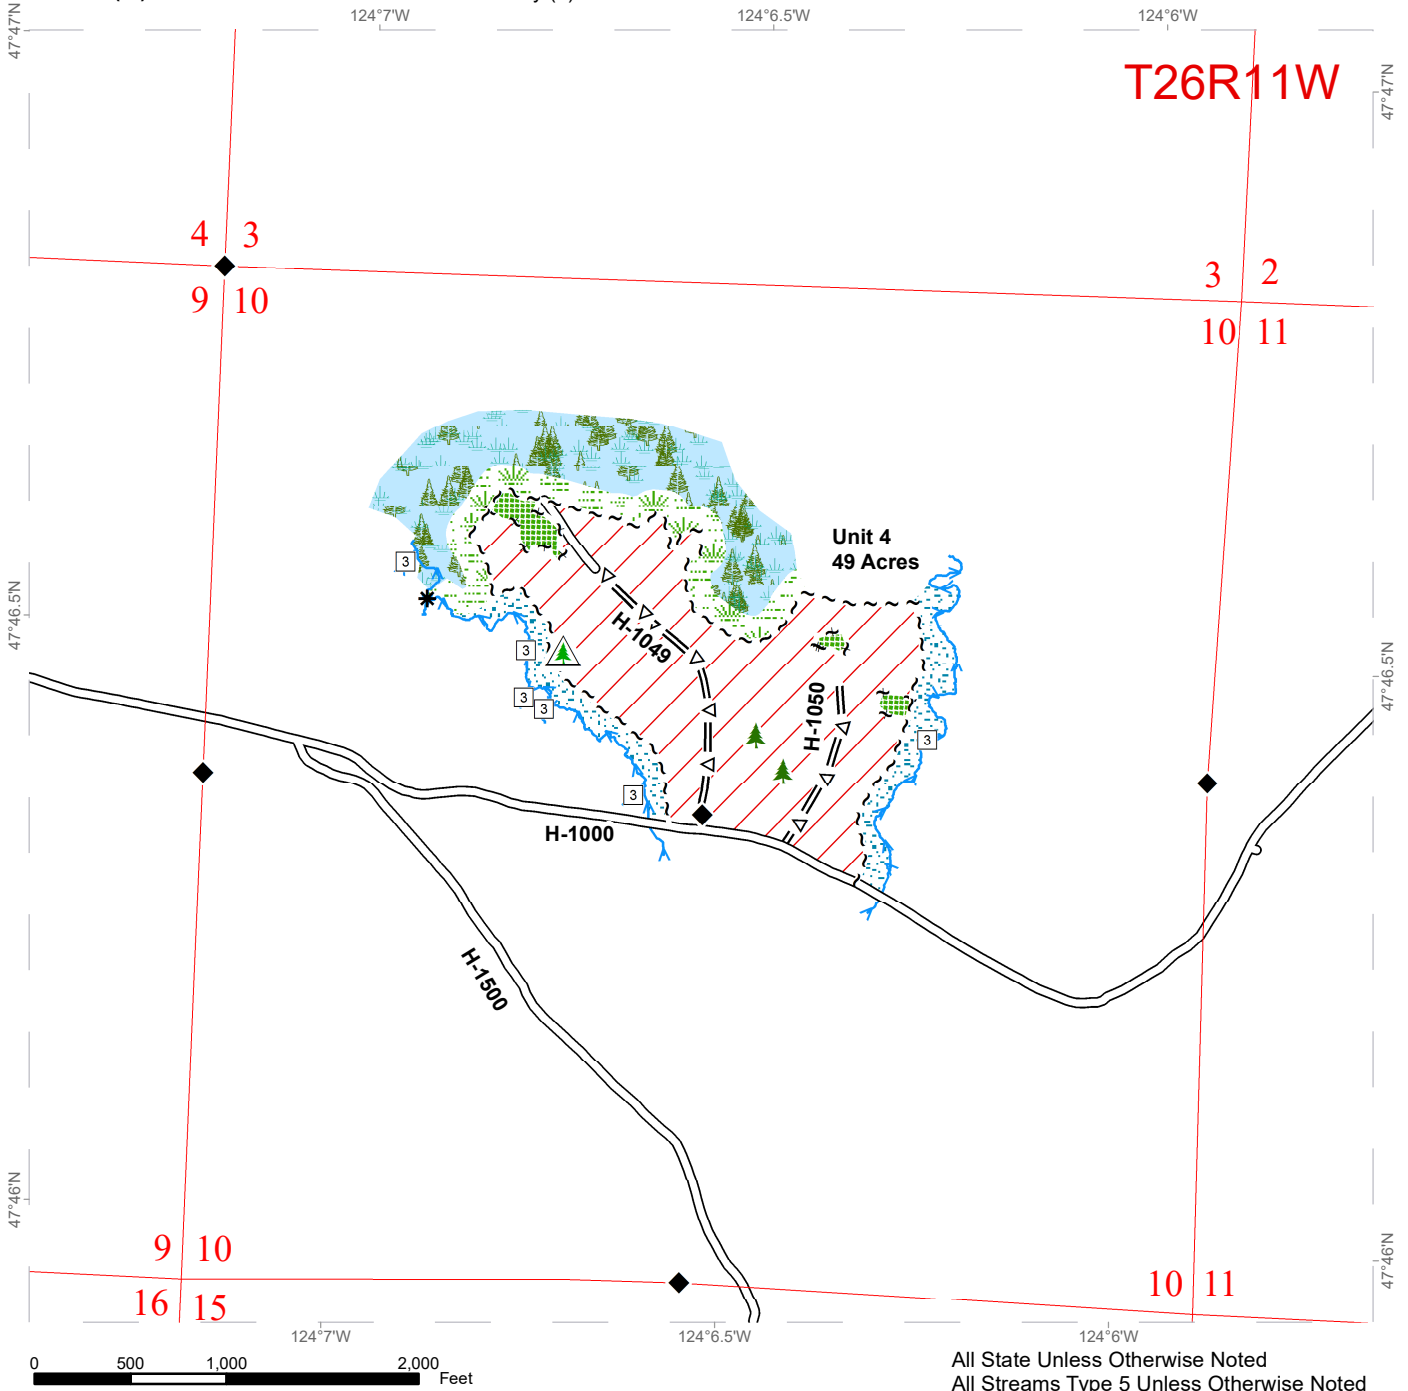 124°7'W
124°6.5'W
124°6'W
47°47'N
47°47'N
T26R11W
4 3
9 10
3 2
10 11
Unit 4
49 Acres
3
47°46.5'N
H-1049
3
3
3
H-1050
47°46.5'N
3
3
H-1000
H-1500
47°46'N
47°46'N
9 10
16 15
10 11
124°7'W
124°6.5'W
124°6'W
0 500 1,000 2,000
Feet
All State Unless Otherwise Noted
All Streams Type 5 Unless Otherwise Noted